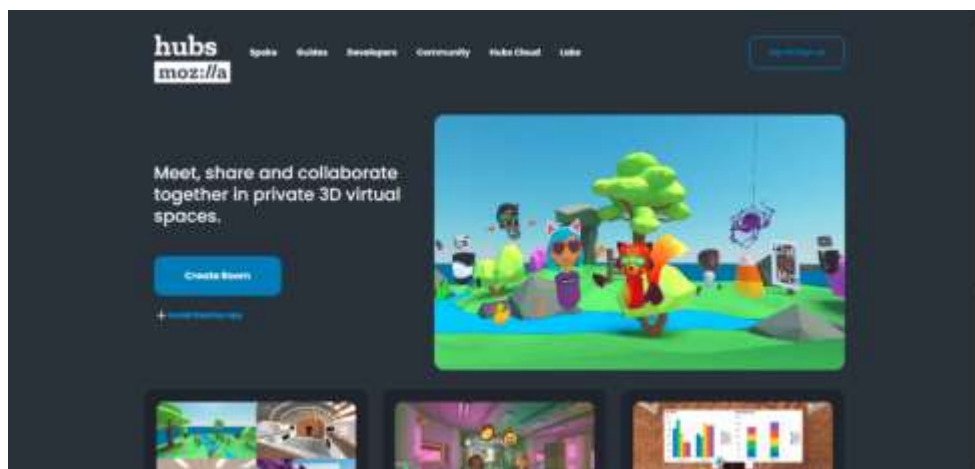 hubs
moz://a
Spoke Guides Developers Community Hubs Cloud Labs
Meet, share and collaborate
together in private 3D virtual
spaces.
Create Room